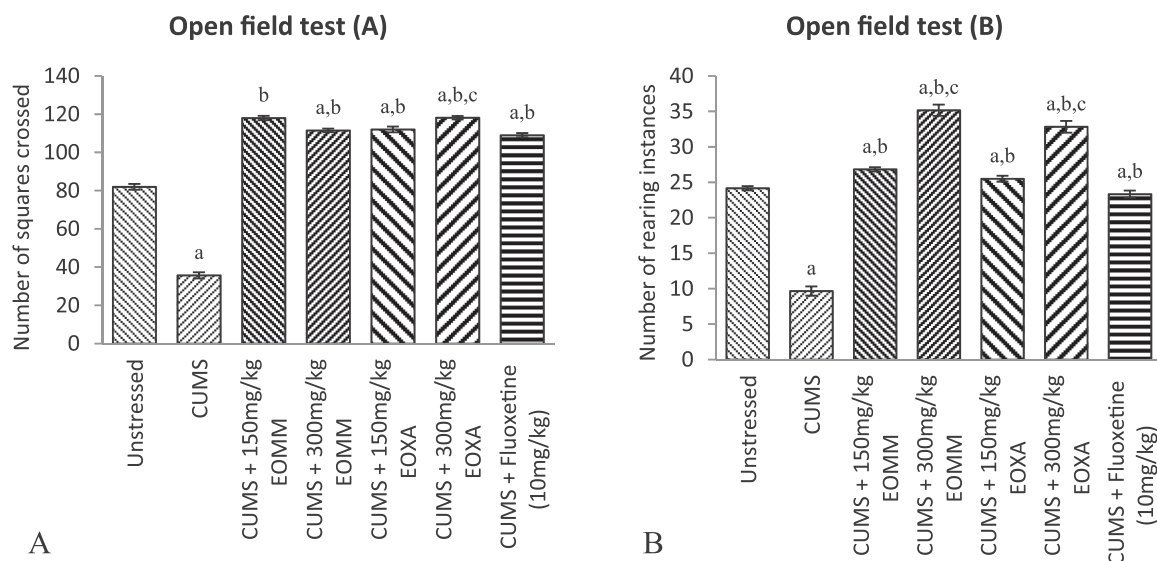 Open field test (A)
Number of squares crossed
140
120
100
80
60
40
20
0
a
b
a,b
a,b
a,b,c
a,b
Unstressed
CUMS
CUMS + 150mg/kg
EOMM
CUMS + 300mg/kg
EOMM
CUMS + 150mg/kg
EOXA
CUMS + 300mg/kg
EOXA
CUMS + Fluoxetine
(10mg/kg)
A
Open field test (B)
Number of rearing instances
40
35
30
25
20
15
10
5
0
a
a,b
a,b,c
a,b
a,b,c
a,b
Unstressed
CUMS
CUMS + 150mg/kg
EOMM
CUMS + 300mg/kg
EOMM
CUMS + 150mg/kg
EOXA
CUMS + 300mg/kg
EOXA
CUMS + Fluoxetine
(10mg/kg)
B